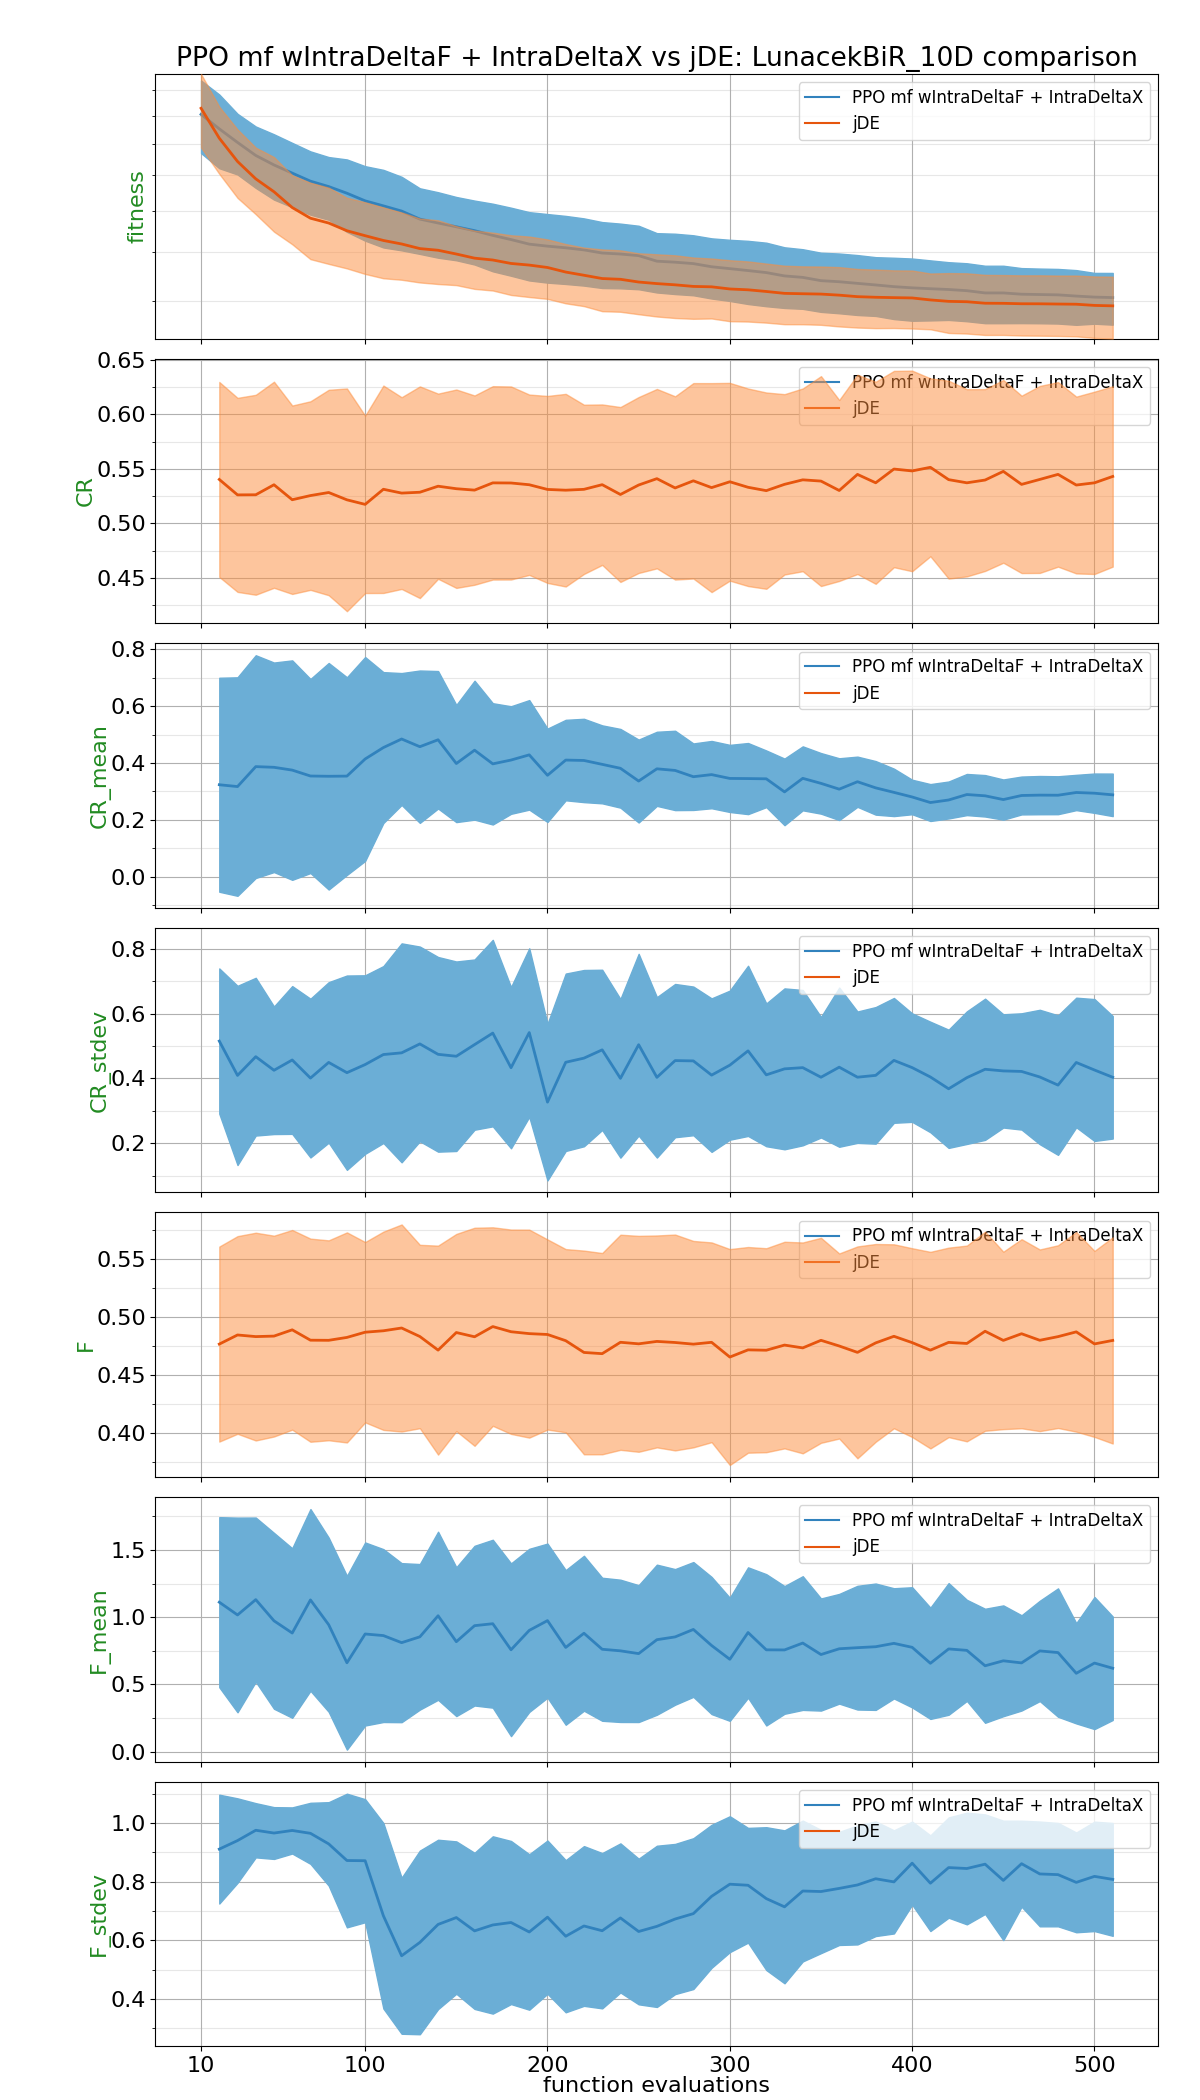 PPO mf wIntraDeltaF + IntraDeltaX vs jDE: LunacekBiR_10D comparison
fitness
PPO mf wIntraDeltaF + IntraDeltaX
jDE
CR
0.65
0.60
0.55
0.50
0.45
PPO mf wIntraDeltaF + IntraDeltaX
jDE
CR_mean
0.8
0.6
0.4
0.2
0.0
PPO mf wIntraDeltaF + IntraDeltaX
jDE
CR_stdev
0.8
0.6
0.4
0.2
PPO mf wIntraDeltaF + IntraDeltaX
jDE
F
0.55
0.50
0.45
0.40
PPO mf wIntraDeltaF + IntraDeltaX
jDE
F_mean
1.5
1.0
0.5
0.0
PPO mf wIntraDeltaF + IntraDeltaX
jDE
F_stdev
1.0
0.8
0.6
0.4
PPO mf wIntraDeltaF + IntraDeltaX
jDE
10 100 200 300 400 500
function evaluations